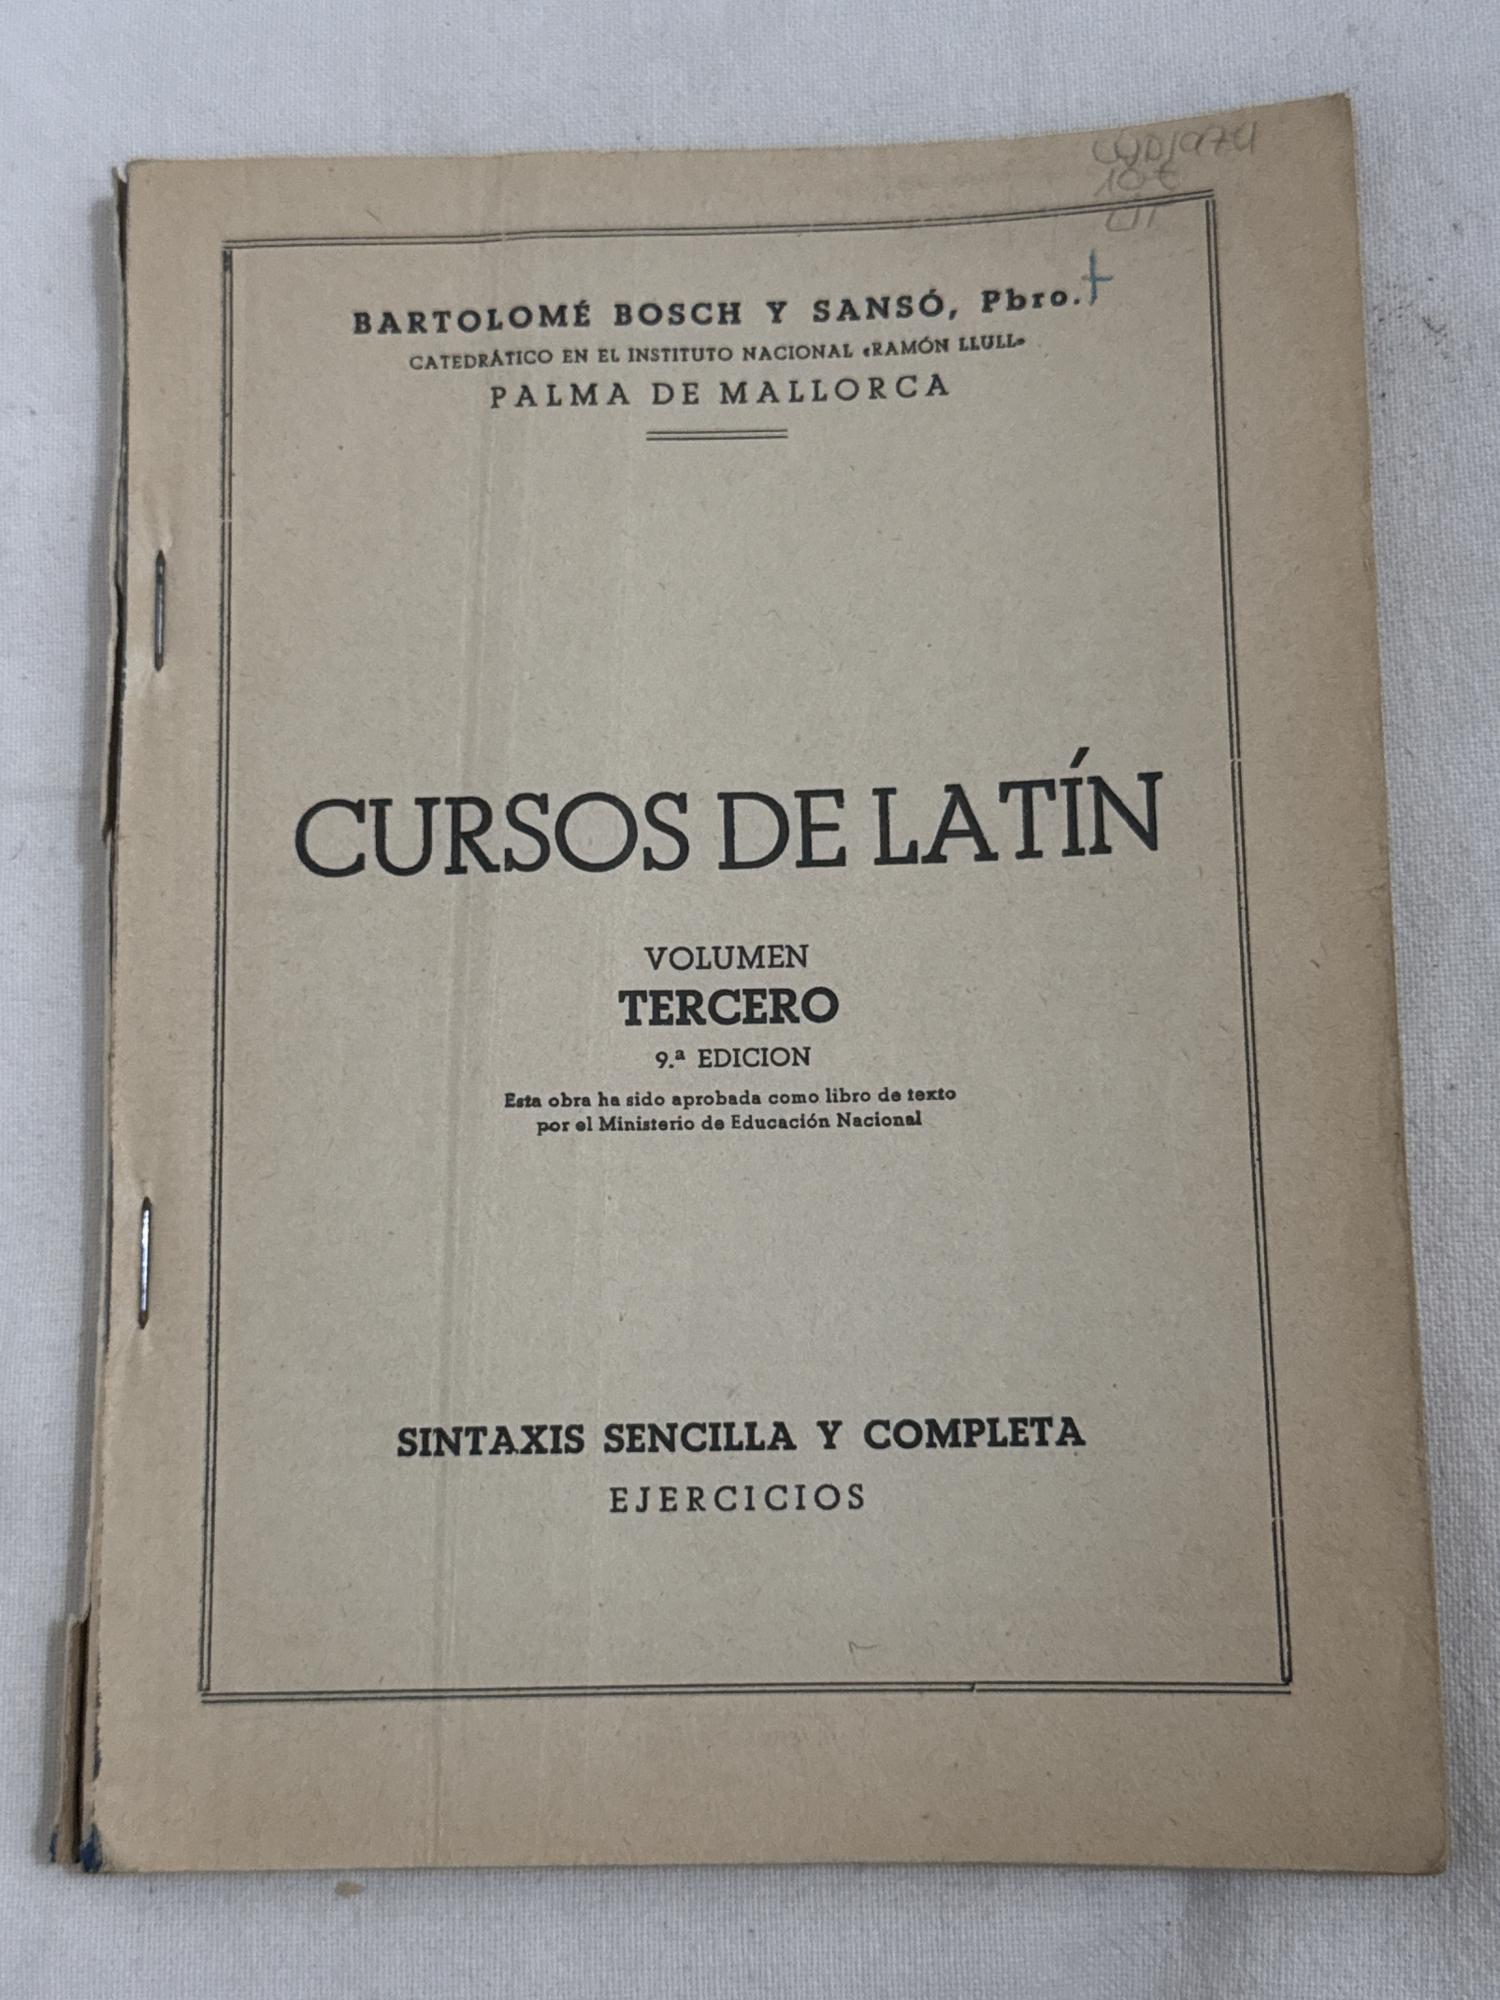 10 €
BARTOLOMÉ BOSCH Y SANSÓ, Pbro.
CATEDRÁTICO EN EL INSTITUTO NACIONAL «RAMÓN LLULL»
PALMA DE MALLORCA
CURSOS DE LATÍN
VOLUMEN
TERCERO
9.ª EDICION
Esta obra ha sido aprobada como libro de texto
por el Ministerio de Educación Nacional
SINTAXIS SENCILLA Y COMPLETA
EJERCICIOS